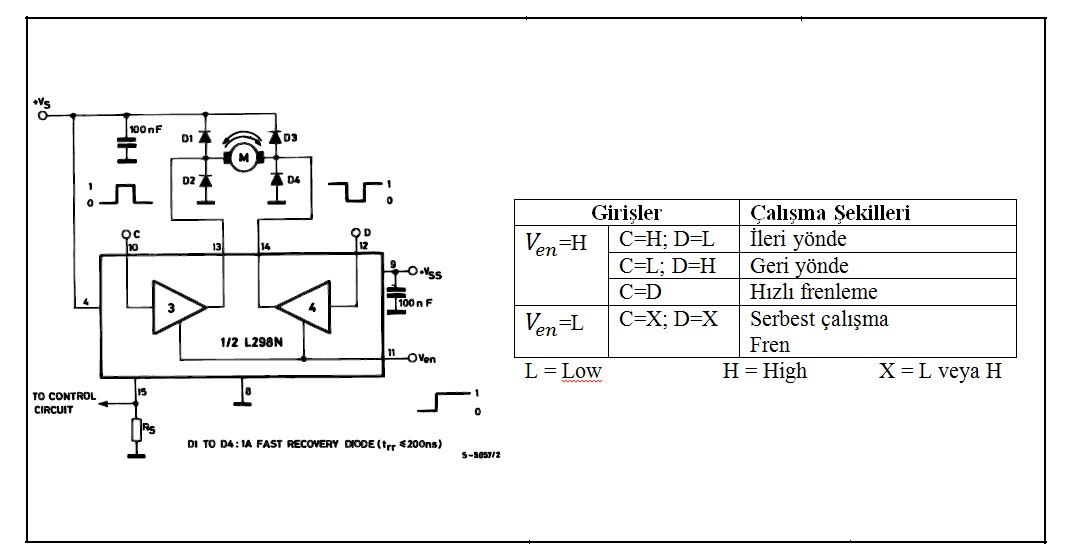 +Vs
100nF
D1
D3
M
D2
D4
1
0
1
0
C
D
10
13
14
12
9
+Vss
4
3
4
100nF
1/2 L298N
11
Ven
15
8
TO CONTROL
CIRCUIT
1
0
Rs
D1 TO D4: 1A FAST RECOVERY DIODE (trr ≤200ns)
S-5857/2
Girişler Çalışma Şekilleri
Ven=H C=H; D=L İleri yönde
C=L; D=H Geri yönde
C=D Hızlı frenleme
Ven=L C=X; D=X Serbest çalışma
Fren
L = Low H = High X = L veya H